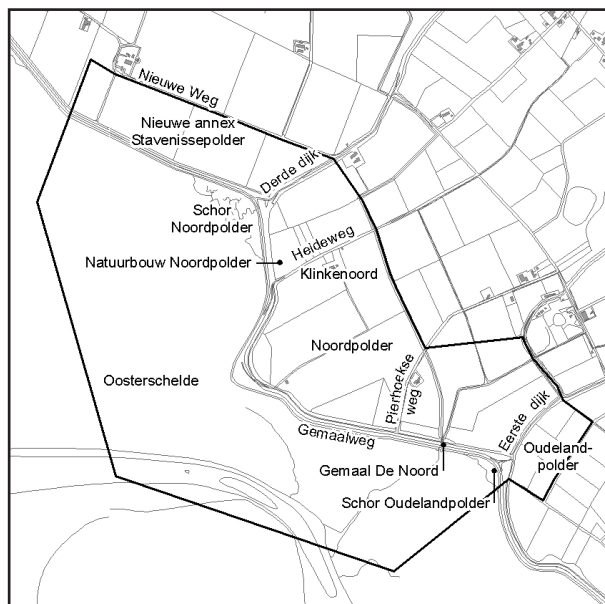 Nieuwe Weg
Nieuwe annex
Stavenissepolder
Derde dijk
Schor
Noordpolder
Heideweg
Natuurbouw Noordpolder
Klinkenoord
Noordpolder
Oosterschelde
Pierhoekse
weg
Gemaalweg
Eerste dijk
Oudeland-
polder
Gemaal De Noord
Schor Oudelandpolder